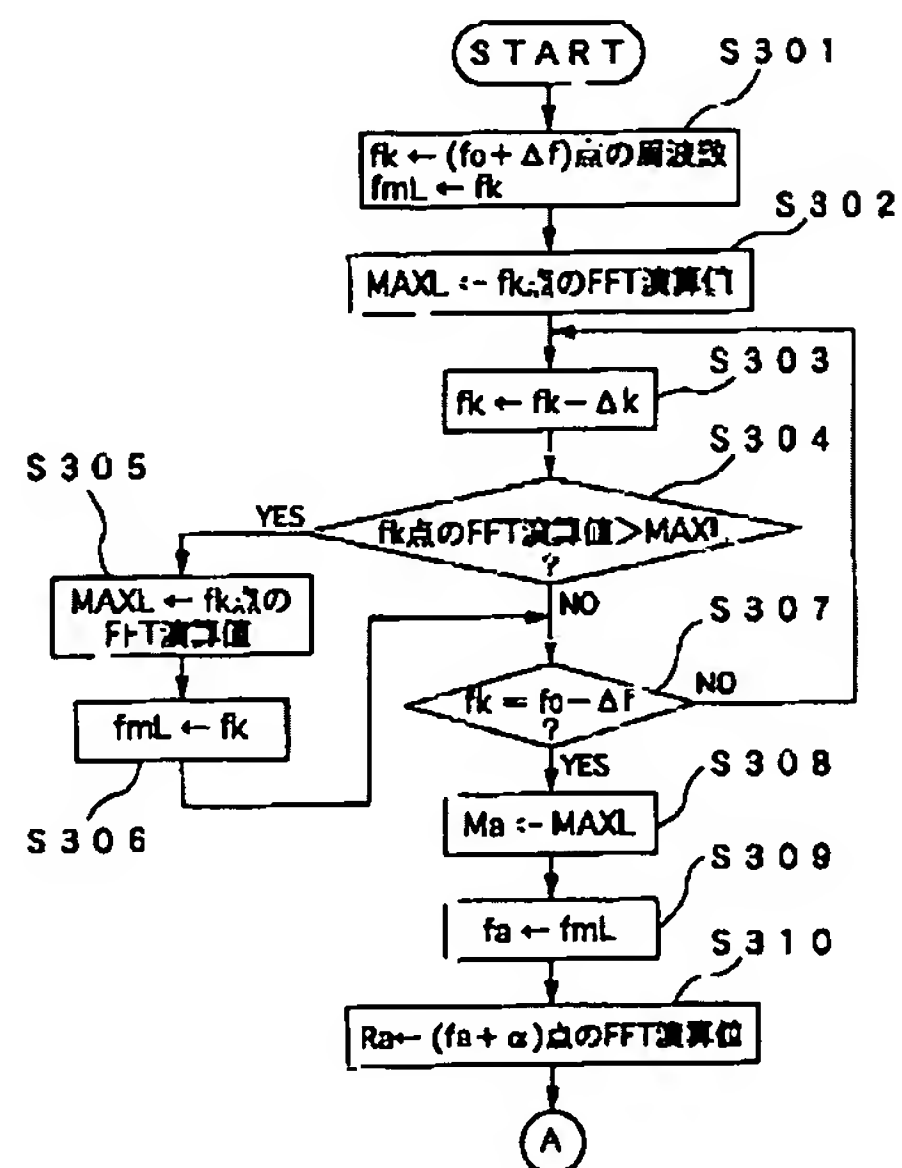 START
S301
fk ← (fo + Δf)点の周波数
fmL ← fk
S302
MAXL ← fk点のFFT演算値
S303
fk ← fk − Δk
S304
fk点のFFT演算値>MAXL
?
YES
NO
S305
MAXL ← fk点の
FFT演算値
fmL ← fk
S306
S307
fk = fo − Δf
?
NO
YES
S308
Ma ← MAXL
S309
fa ← fmL
S310
Ra← (fa + α)点のFFT演算値
A